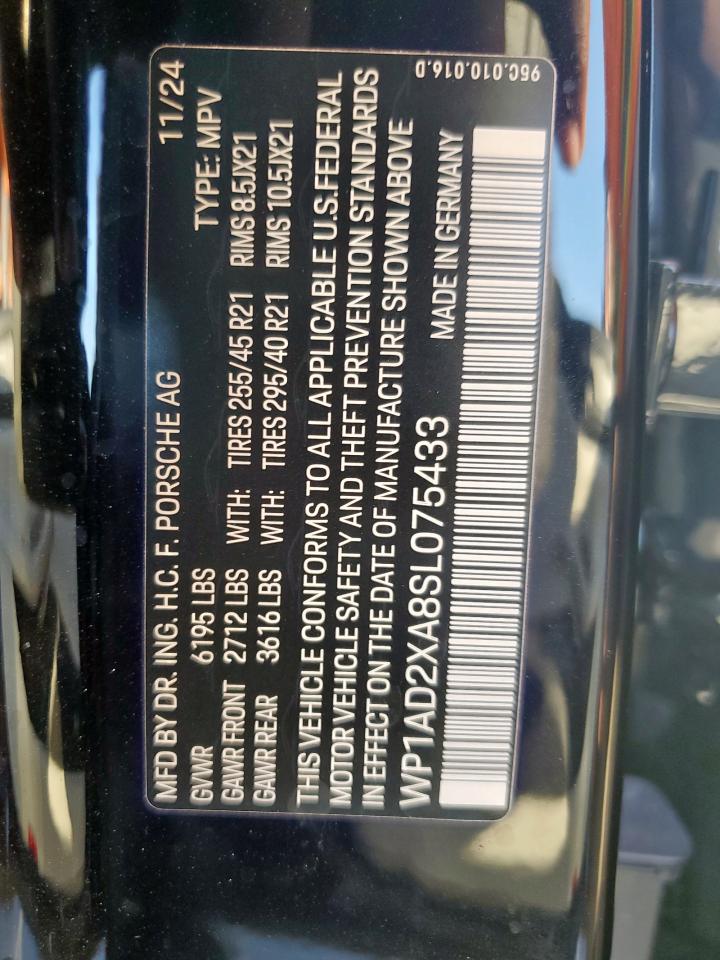 MFD BY DR. ING. H.C. F. PORSCHE AG 11/24
GVWR 6195 LBS TYPE: MPV
GAWR FRONT 2712 LBS WITH: TIRES 255/45 R21 RIMS 8.5JX21
GAWR REAR 3616 LBS WITH: TIRES 295/40 R21 RIMS 10.5JX21
THIS VEHICLE CONFORMS TO ALL APPLICABLE U.S. FEDERAL
MOTOR VEHICLE SAFETY AND THEFT PREVENTION STANDARDS
IN EFFECT ON THE DATE OF MANUFACTURE SHOWN ABOVE
WP1AD2XA8SL075433 MADE IN GERMANY
95C.010.016.D